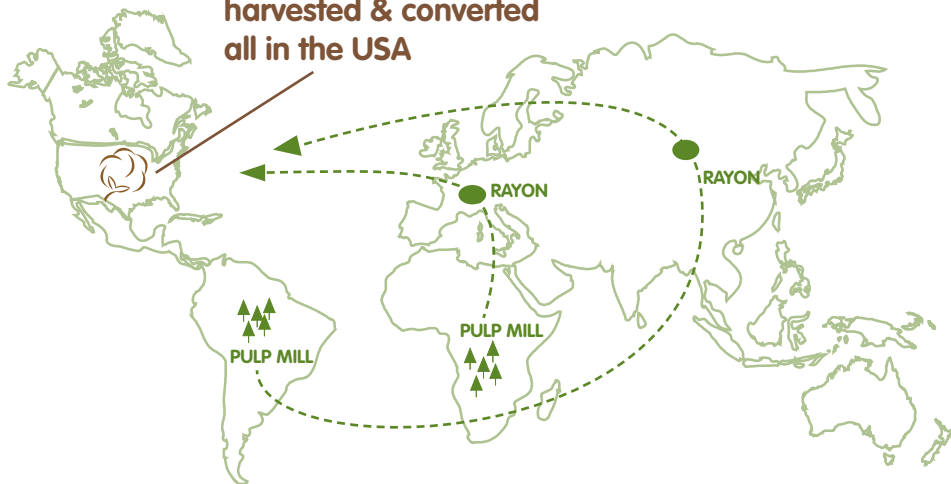 harvested & converted
all in the USA
RAYON
RAYON
PULP MILL
PULP MILL